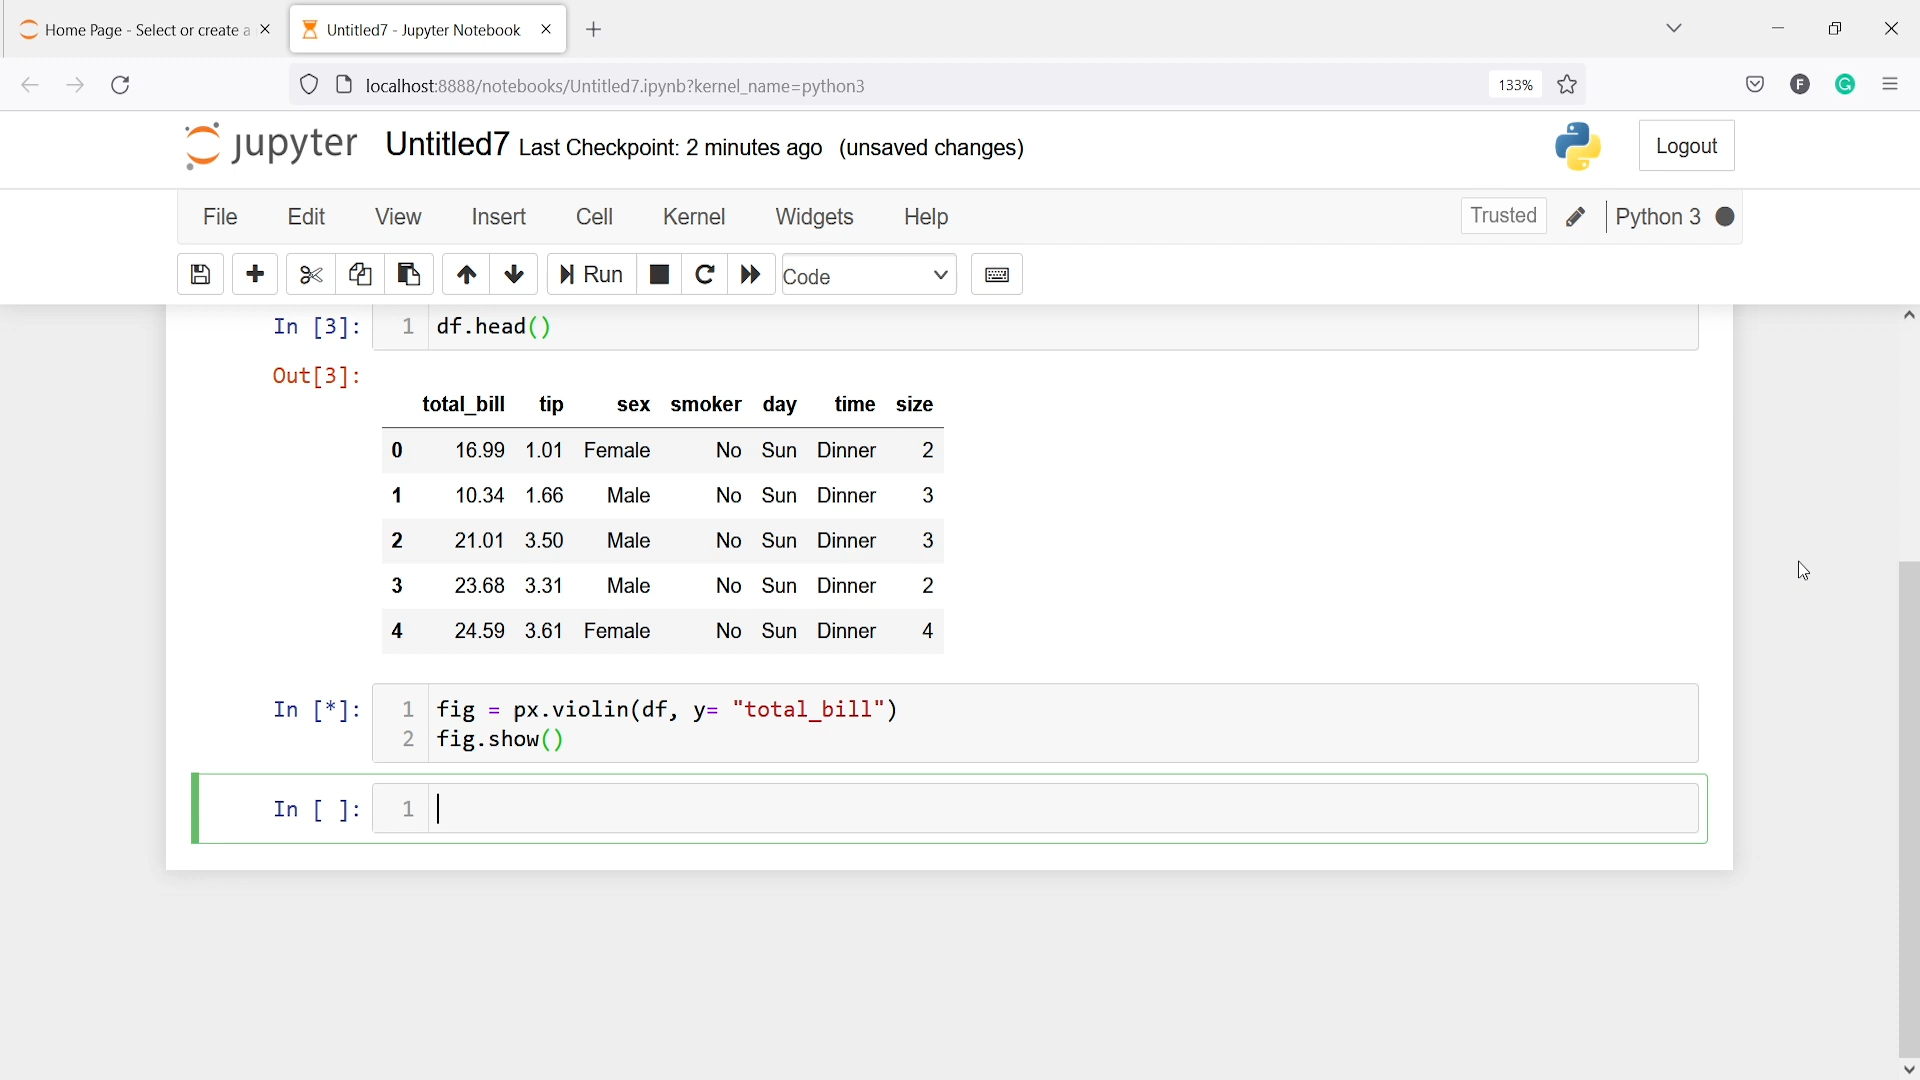 Home Page - Select or create a
Untitled7 - Jupyter Notebook
localhost:8888/notebooks/Untitled7.ipynb?kernel_name=python3
133%
F
G
jupyter Untitled7 Last Checkpoint: 2 minutes ago (unsaved changes)
Logout
File Edit View Insert Cell Kernel Widgets Help
Trusted
Python 3
Run
Code
In [3]: 1 df.head()
Out[3]:
total_bill tip sex smoker day time size
0 16.99 1.01 Female No Sun Dinner 2
1 10.34 1.66 Male No Sun Dinner 3
2 21.01 3.50 Male No Sun Dinner 3
3 23.68 3.31 Male No Sun Dinner 2
4 24.59 3.61 Female No Sun Dinner 4
In [*]: 1 fig = px.violin(df, y= "total_bill")
2 fig.show()
In [ ]: 1